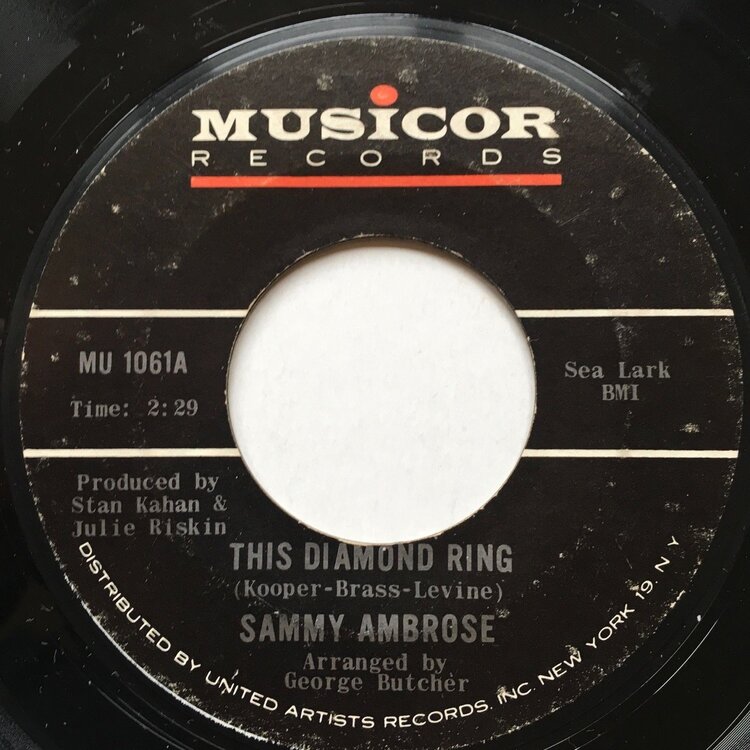 MUSiCOR
RECORDS
MU 1061A
Time: 2:29
Sea Lark
BMI
Produced by
Stan Kahan &
Julie Riskin
THIS DIAMOND RING
(Kooper-Brass-Levine)
SAMMY AMBROSE
Arranged by
George Butcher
DISTRIBUTED BY UNITED ARTISTS RECORDS, INC. NEW YORK 19, N Y